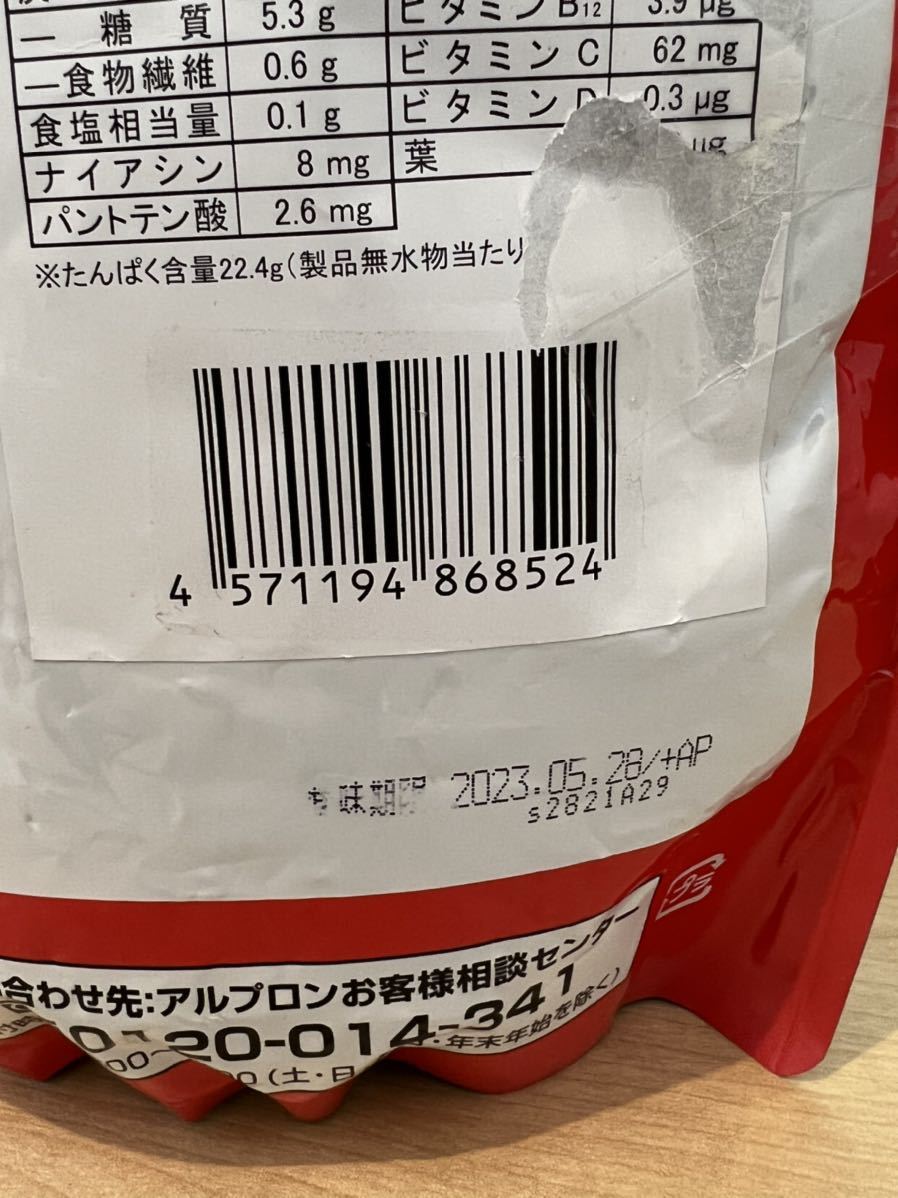 ― 糖質 5.3 g
―食物繊維 0.6 g
食塩相当量 0.1 g
ナイアシン 8 mg
パントテン酸 2.6 mg
ビタミンB12 3.9 μg
ビタミンC 62 mg
ビタミン 0.3 μg
葉 μg
※たんぱく含量22.4g(製品無水物当たり
4 571194 868524
味期限 2023.05.28/+AP
s2821A29
プラ
合わせ先:アルプロンお客様相談センター
0120-014-341
00~ 00(土・日 年末年始を除く)